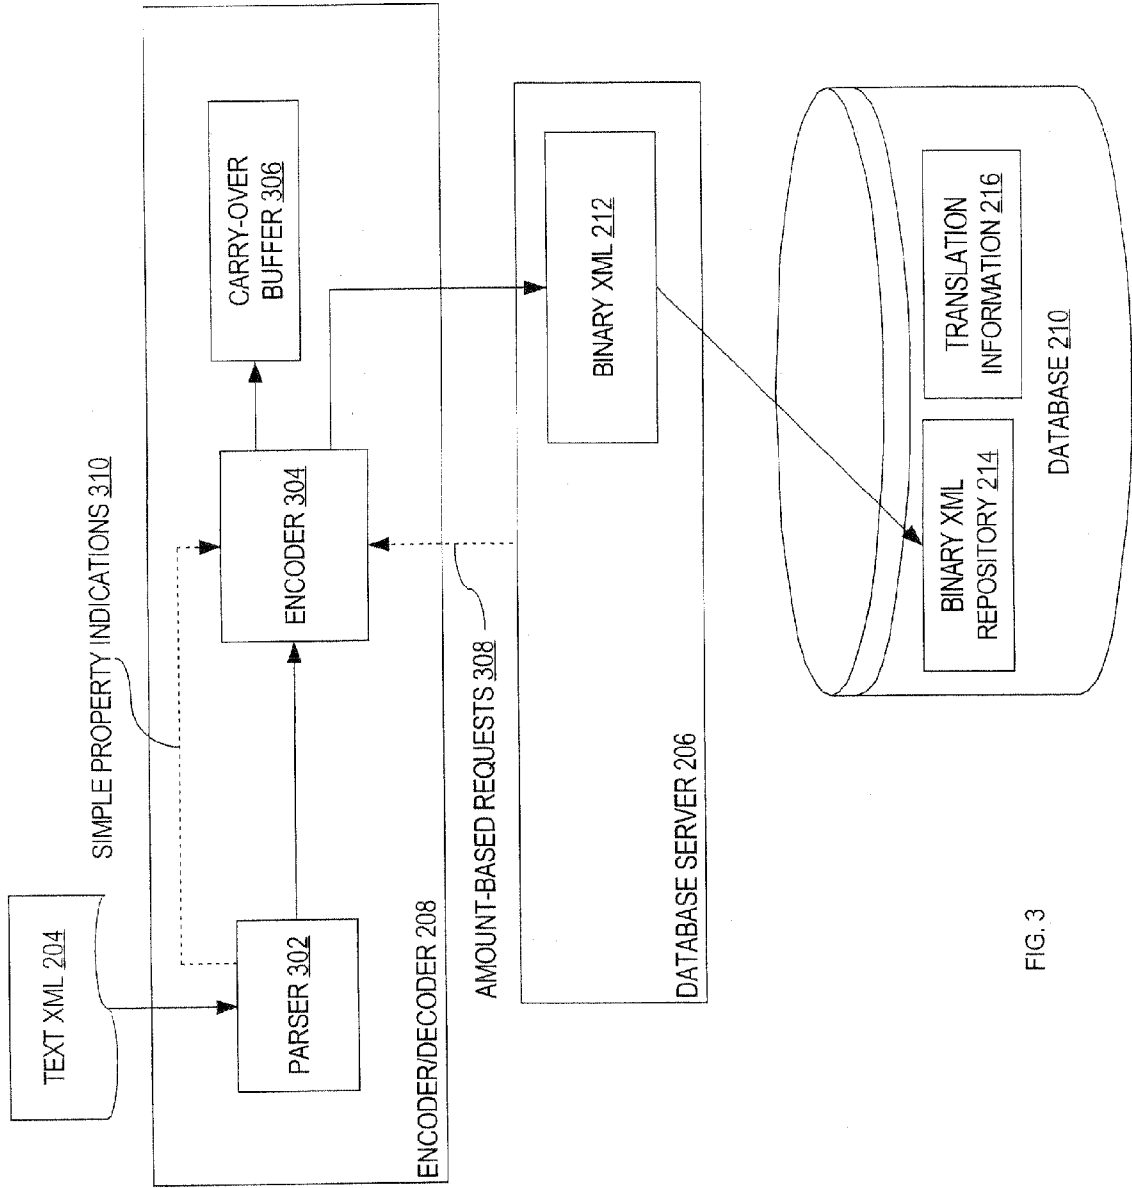 TEXT XML 204
SIMPLE PROPERTY INDICATIONS 310
PARSER 302
ENCODER 304
CARRY-OVER
BUFFER 306
ENCODER/DECODER 208
AMOUNT-BASED REQUESTS 308
BINARY XML 212
DATABASE SERVER 206
BINARY XML
REPOSITORY 214
TRANSLATION
INFORMATION 216
DATABASE 210
FIG. 3